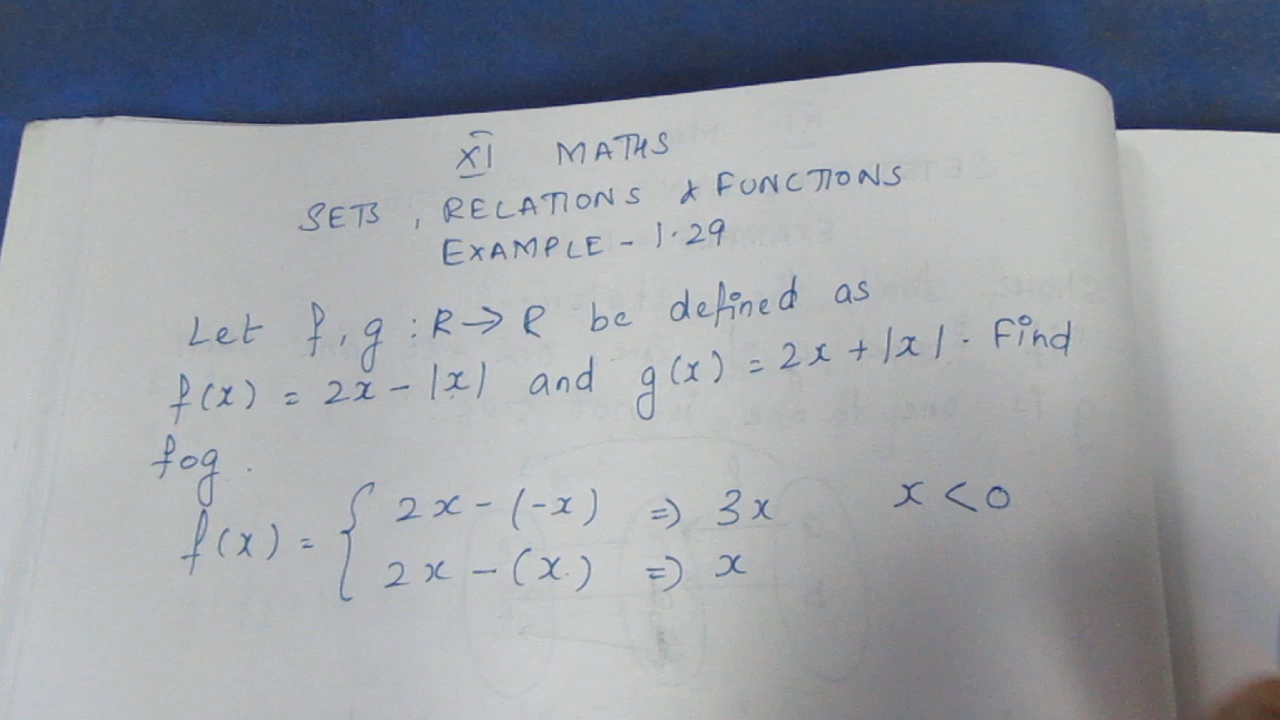 XI MATHS
SETS, RELATIONS & FUNCTIONS
EXAMPLE - 1.29
Let f, g : R → R be defined as
f(x) = 2x - |x| and g(x) = 2x + |x|. Find
fog.
f(x) = { 2x - (-x) ⇒ 3x x < 0
2x - (x) ⇒ x